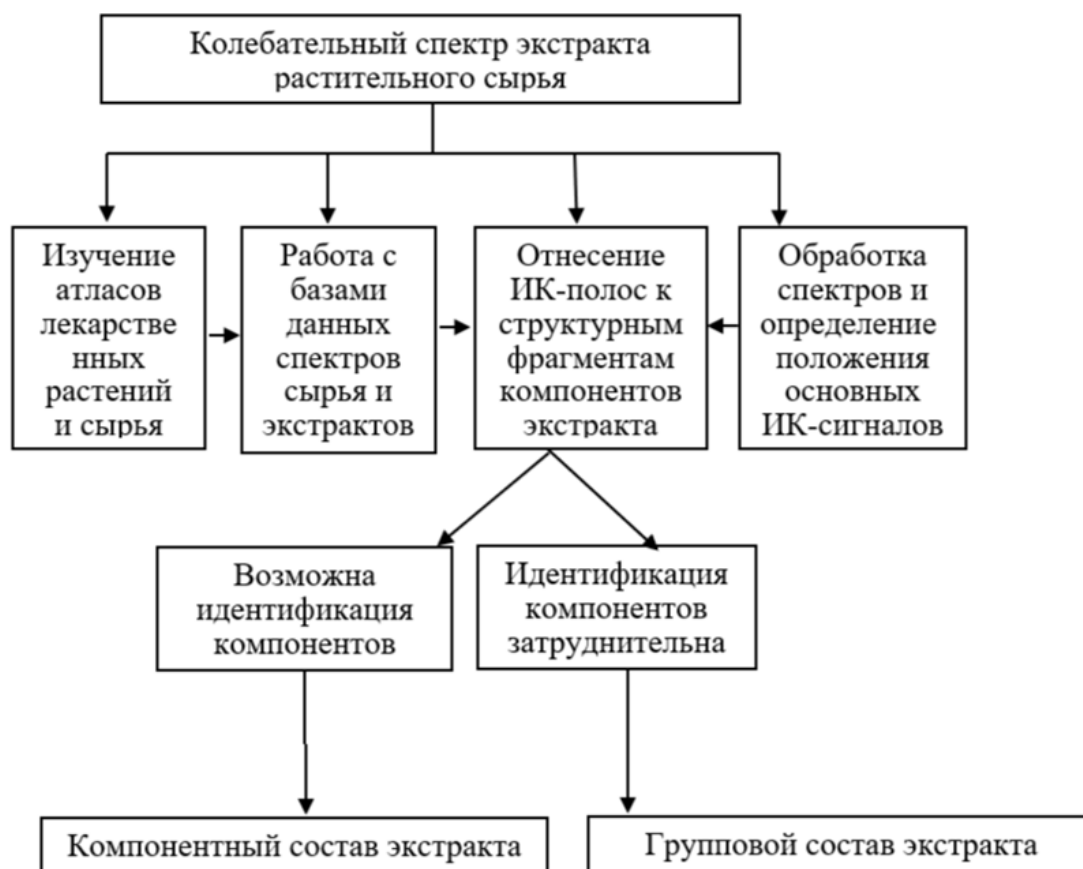 Колебательный спектр экстракта
растительного сырья
Изучение
атласов
лекарстве
нных
растений
и сырья
Работа с
базами
данных
спектров
сырья и
экстрактов
Отнесение
ИК-полос к
структурным
фрагментам
компонентов
экстракта
Обработка
спектров и
определение
положения
основных
ИК-сигналов
Возможна
идентификация
компонентов
Идентификация
компонентов
затруднительна
Компонентный состав экстракта
Групповой состав экстракта